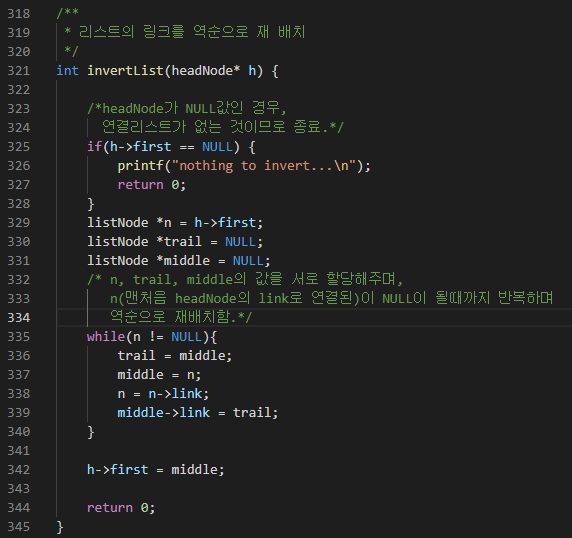 318 /**
319  * 리스트의 링크를 역순으로 재 배치
320  */
321 int invertList(headNode* h) {
322
323     /*headNode가 NULL값인 경우,
324       연결리스트가 없는 것이므로 종료.*/
325     if(h->first == NULL) {
326         printf("nothing to invert...\n");
327         return 0;
328     }
329     listNode *n = h->first;
330     listNode *trail = NULL;
331     listNode *middle = NULL;
332     /* n, trail, middle의 값을 서로 할당해주며,
333        n(맨처음 headNode의 link로 연결된)이 NULL이 될때까지 반복하며
334        역순으로 재배치함.*/
335     while(n != NULL){
336         trail = middle;
337         middle = n;
338         n = n->link;
339         middle->link = trail;
340     }
341
342     h->first = middle;
343
344     return 0;
345 }